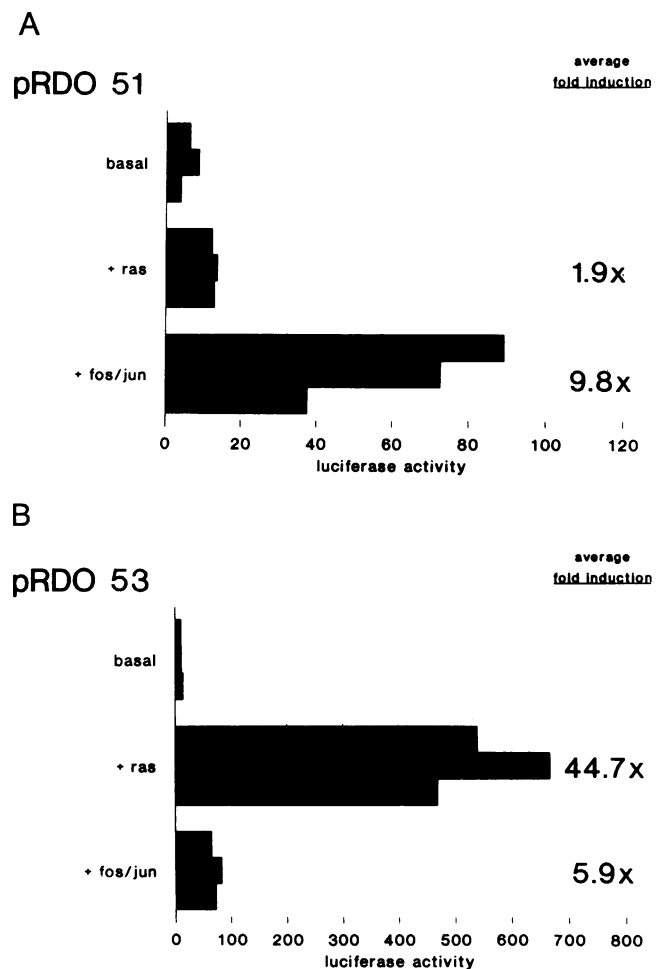 A
pRDO 51
average
fold induction
basal
+ ras
1.9x
+ fos/jun
9.8x
0 20 40 60 80 100 120
luciferase activity
B
pRDO 53
average
fold induction
basal
+ ras
44.7x
+ fos/jun
5.9x
0 100 200 300 400 500 600 700 800
luciferase activity